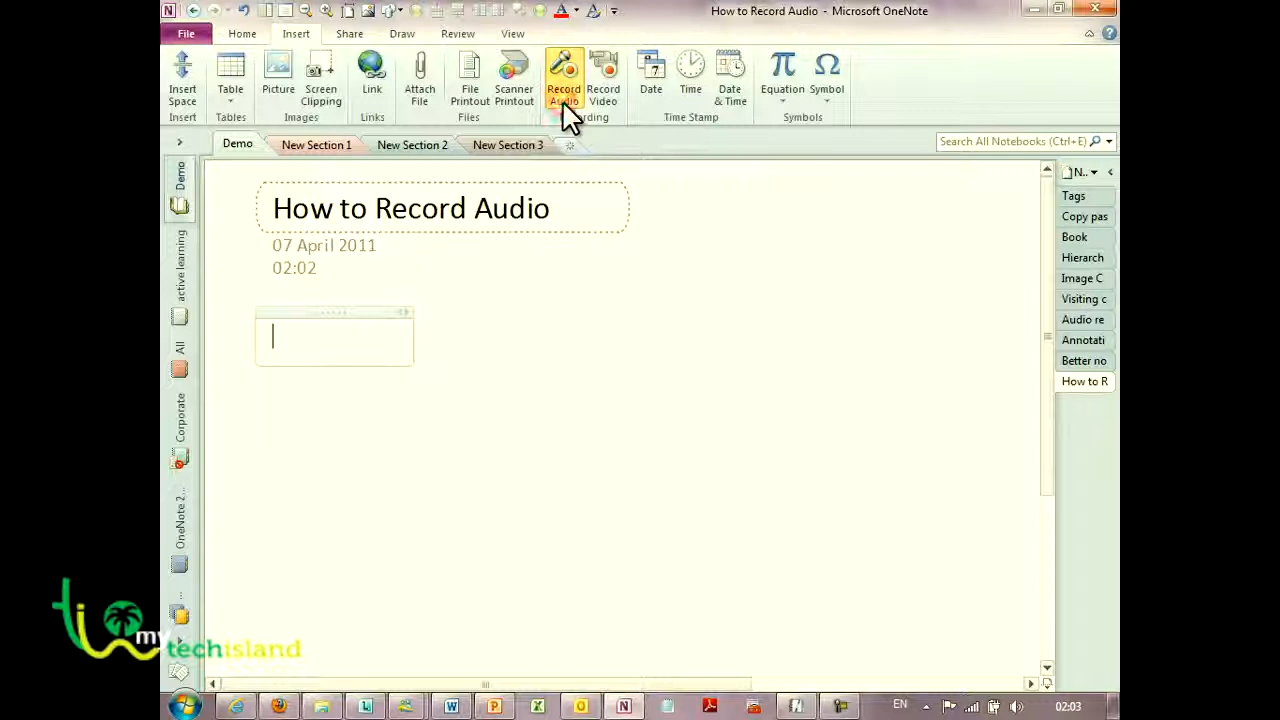 How to Record Audio - Microsoft OneNote
File Home Insert Share Draw Review View
Insert Space
Table
Picture
Screen Clipping
Link
Attach File
File Printout
Scanner Printout
Record Audio
Record Video
Date
Time
Date & Time
Equation
Symbol
Insert Tables Images Links Files Time Stamp Symbols
Demo New Section 1 New Section 2 New Section 3
Search All Notebooks (Ctrl+E)
Demo
active learning
All
Corporate
OneNote 2...
How to Record Audio
07 April 2011
02:02
N..
Tags
Copy pas
Book
Hierarch
Image C
Visiting c
Audio re
Annotati
Better no
How to R
my techisland
EN
02:03